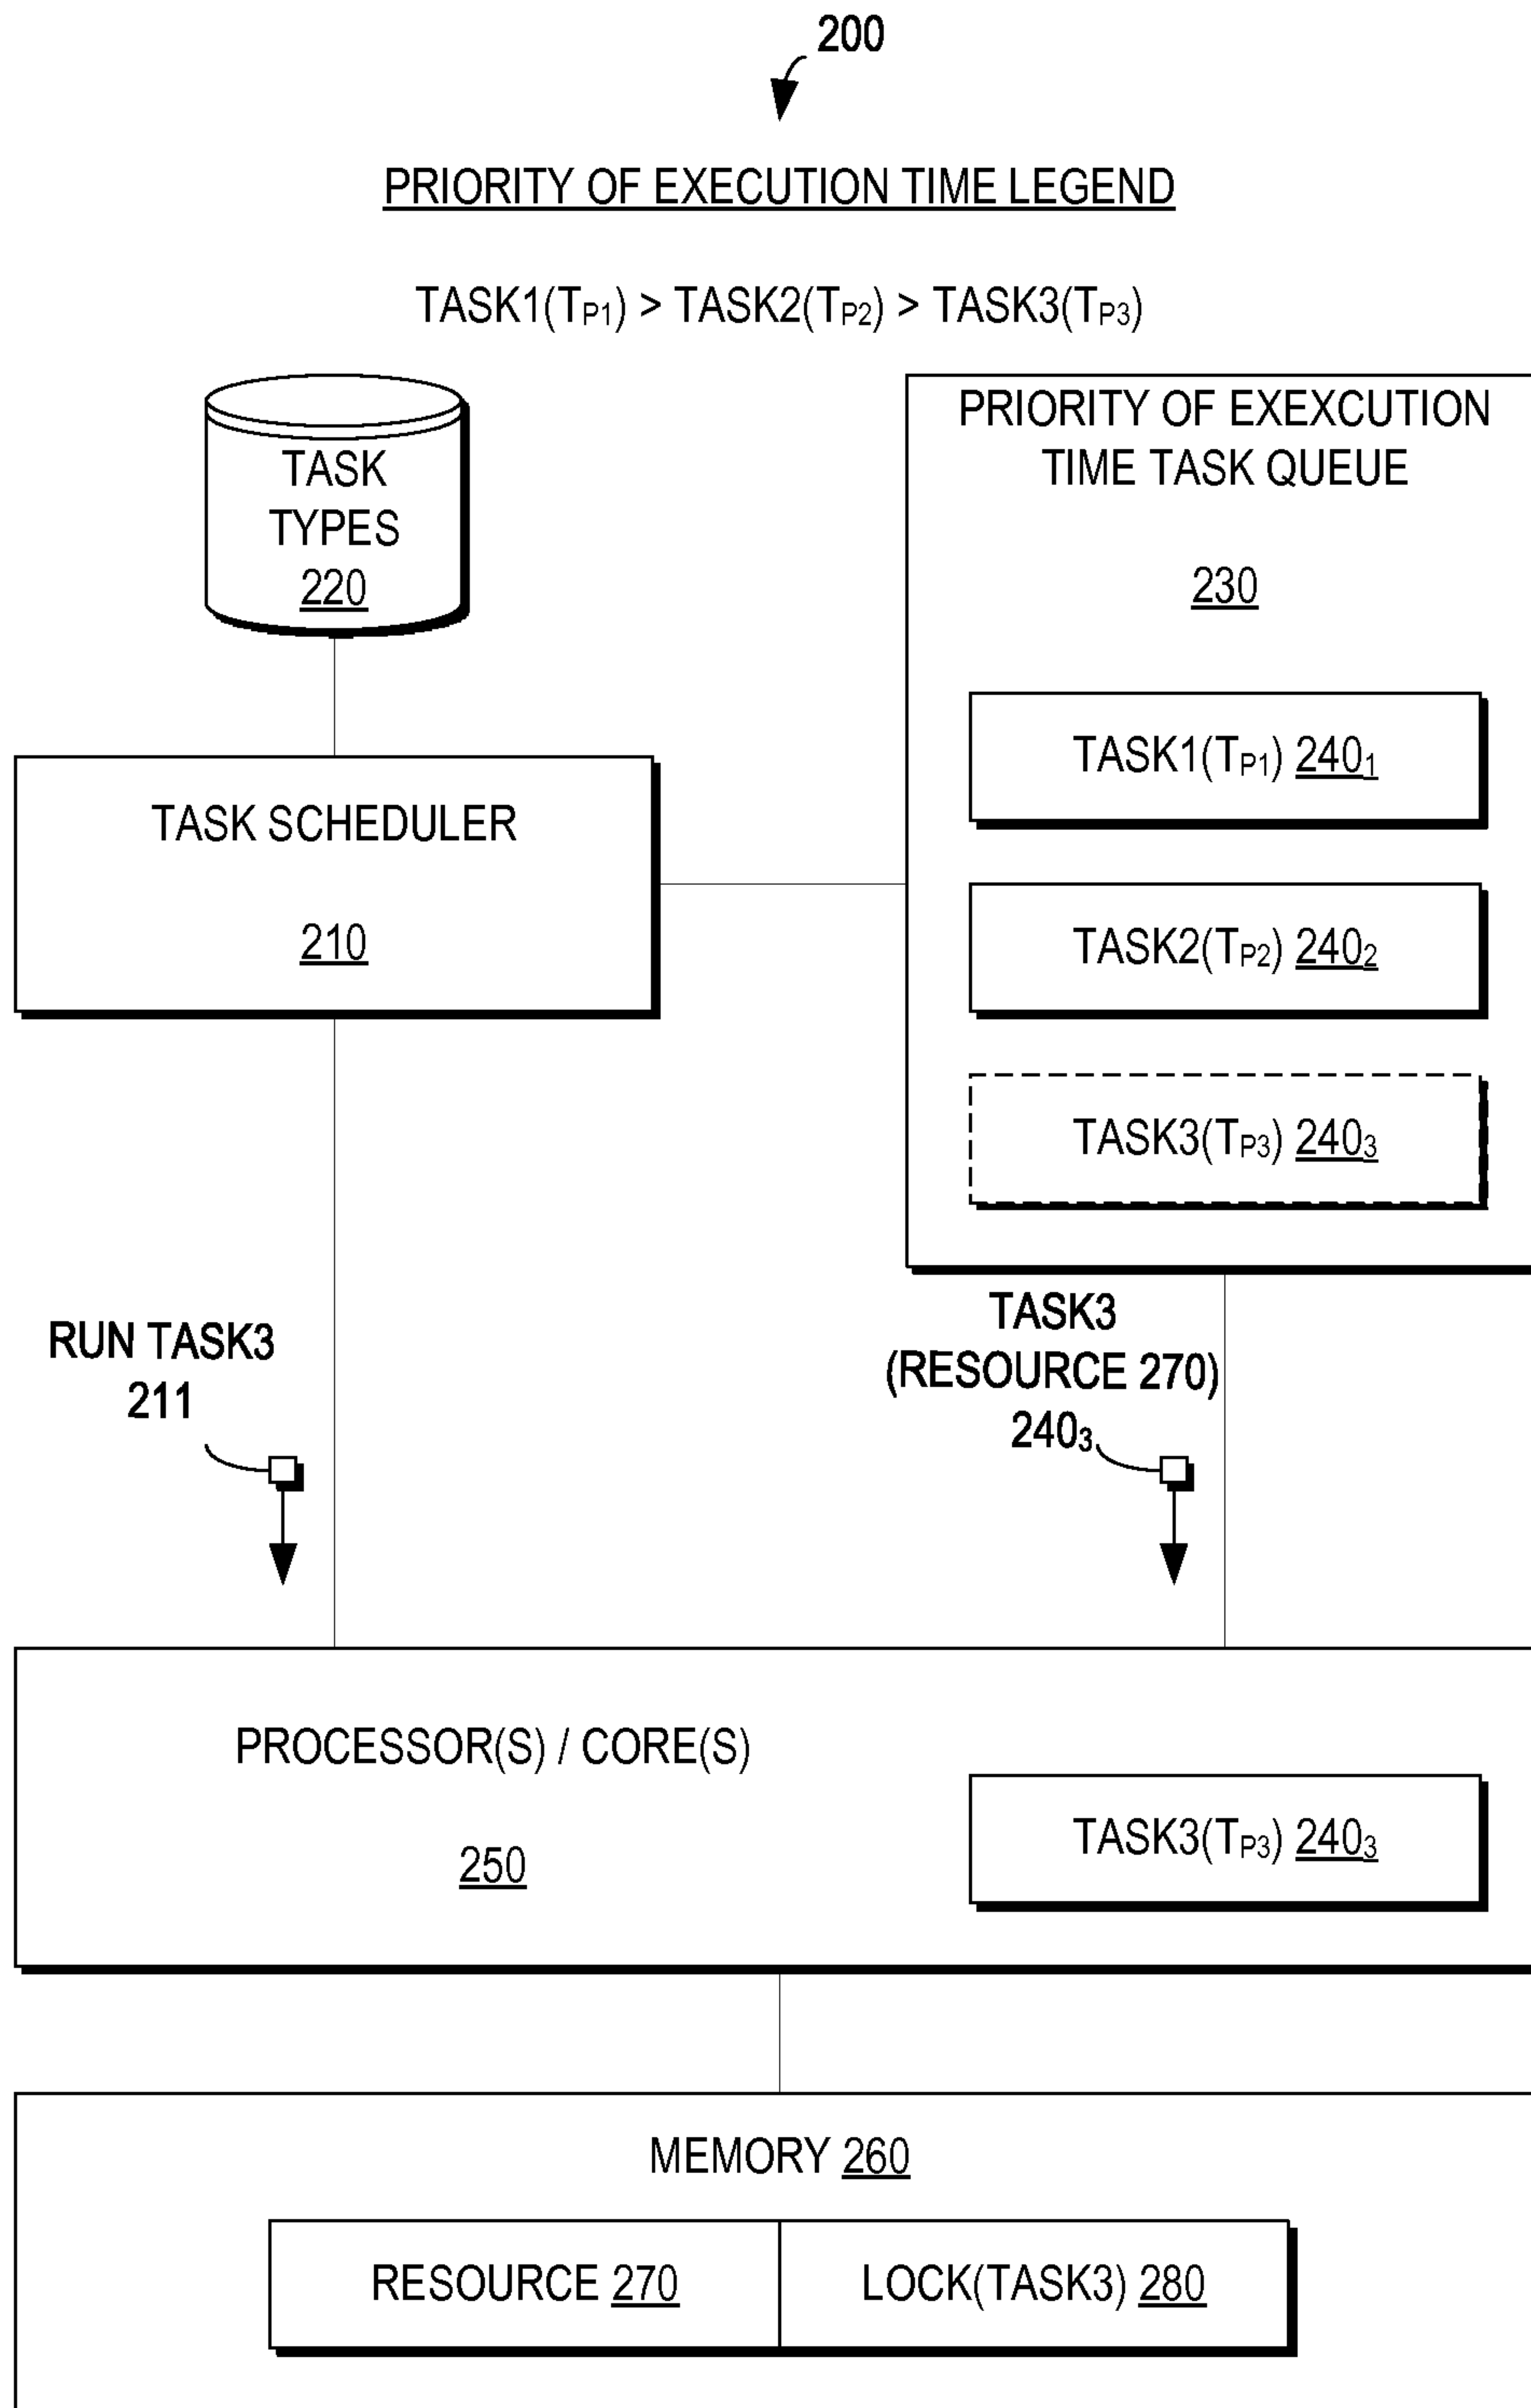 200
PRIORITY OF EXECUTION TIME LEGEND
TASK1(TP1) > TASK2(TP2) > TASK3(TP3)
TASK
TYPES
220
PRIORITY OF EXEXCUTION
TIME TASK QUEUE
230
TASK1(TP1) 2401
TASK SCHEDULER
210
TASK2(TP2) 2402
TASK3(TP3) 2403
RUN TASK3
211
TASK3
(RESOURCE 270)
2403
PROCESSOR(S) / CORE(S)
250
TASK3(TP3) 2403
MEMORY 260
RESOURCE 270
LOCK(TASK3) 280